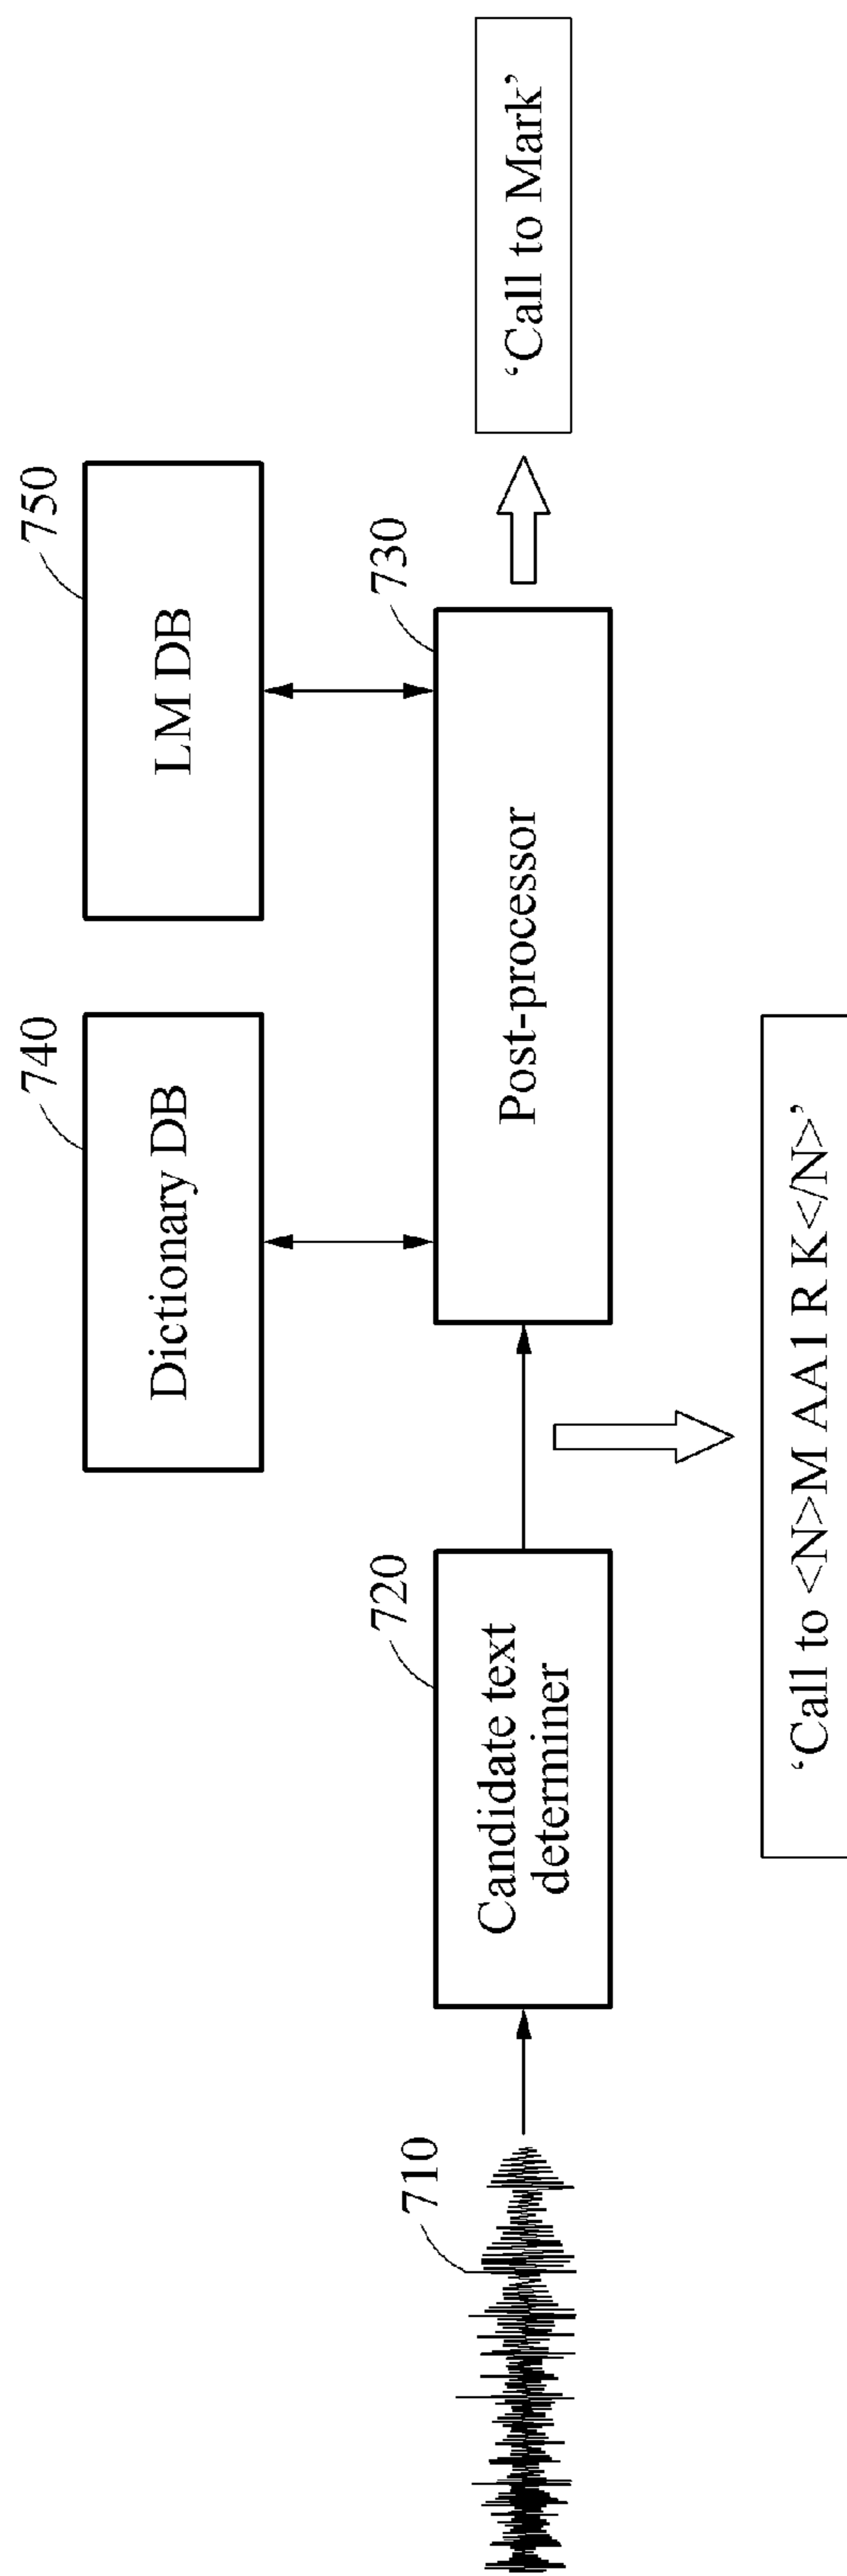 740
Dictionary DB
750
LM DB
710
720
Candidate text
determiner
730
Post-processor
‘Call to Mark’
‘Call to <N>M AA1 R K</N>’